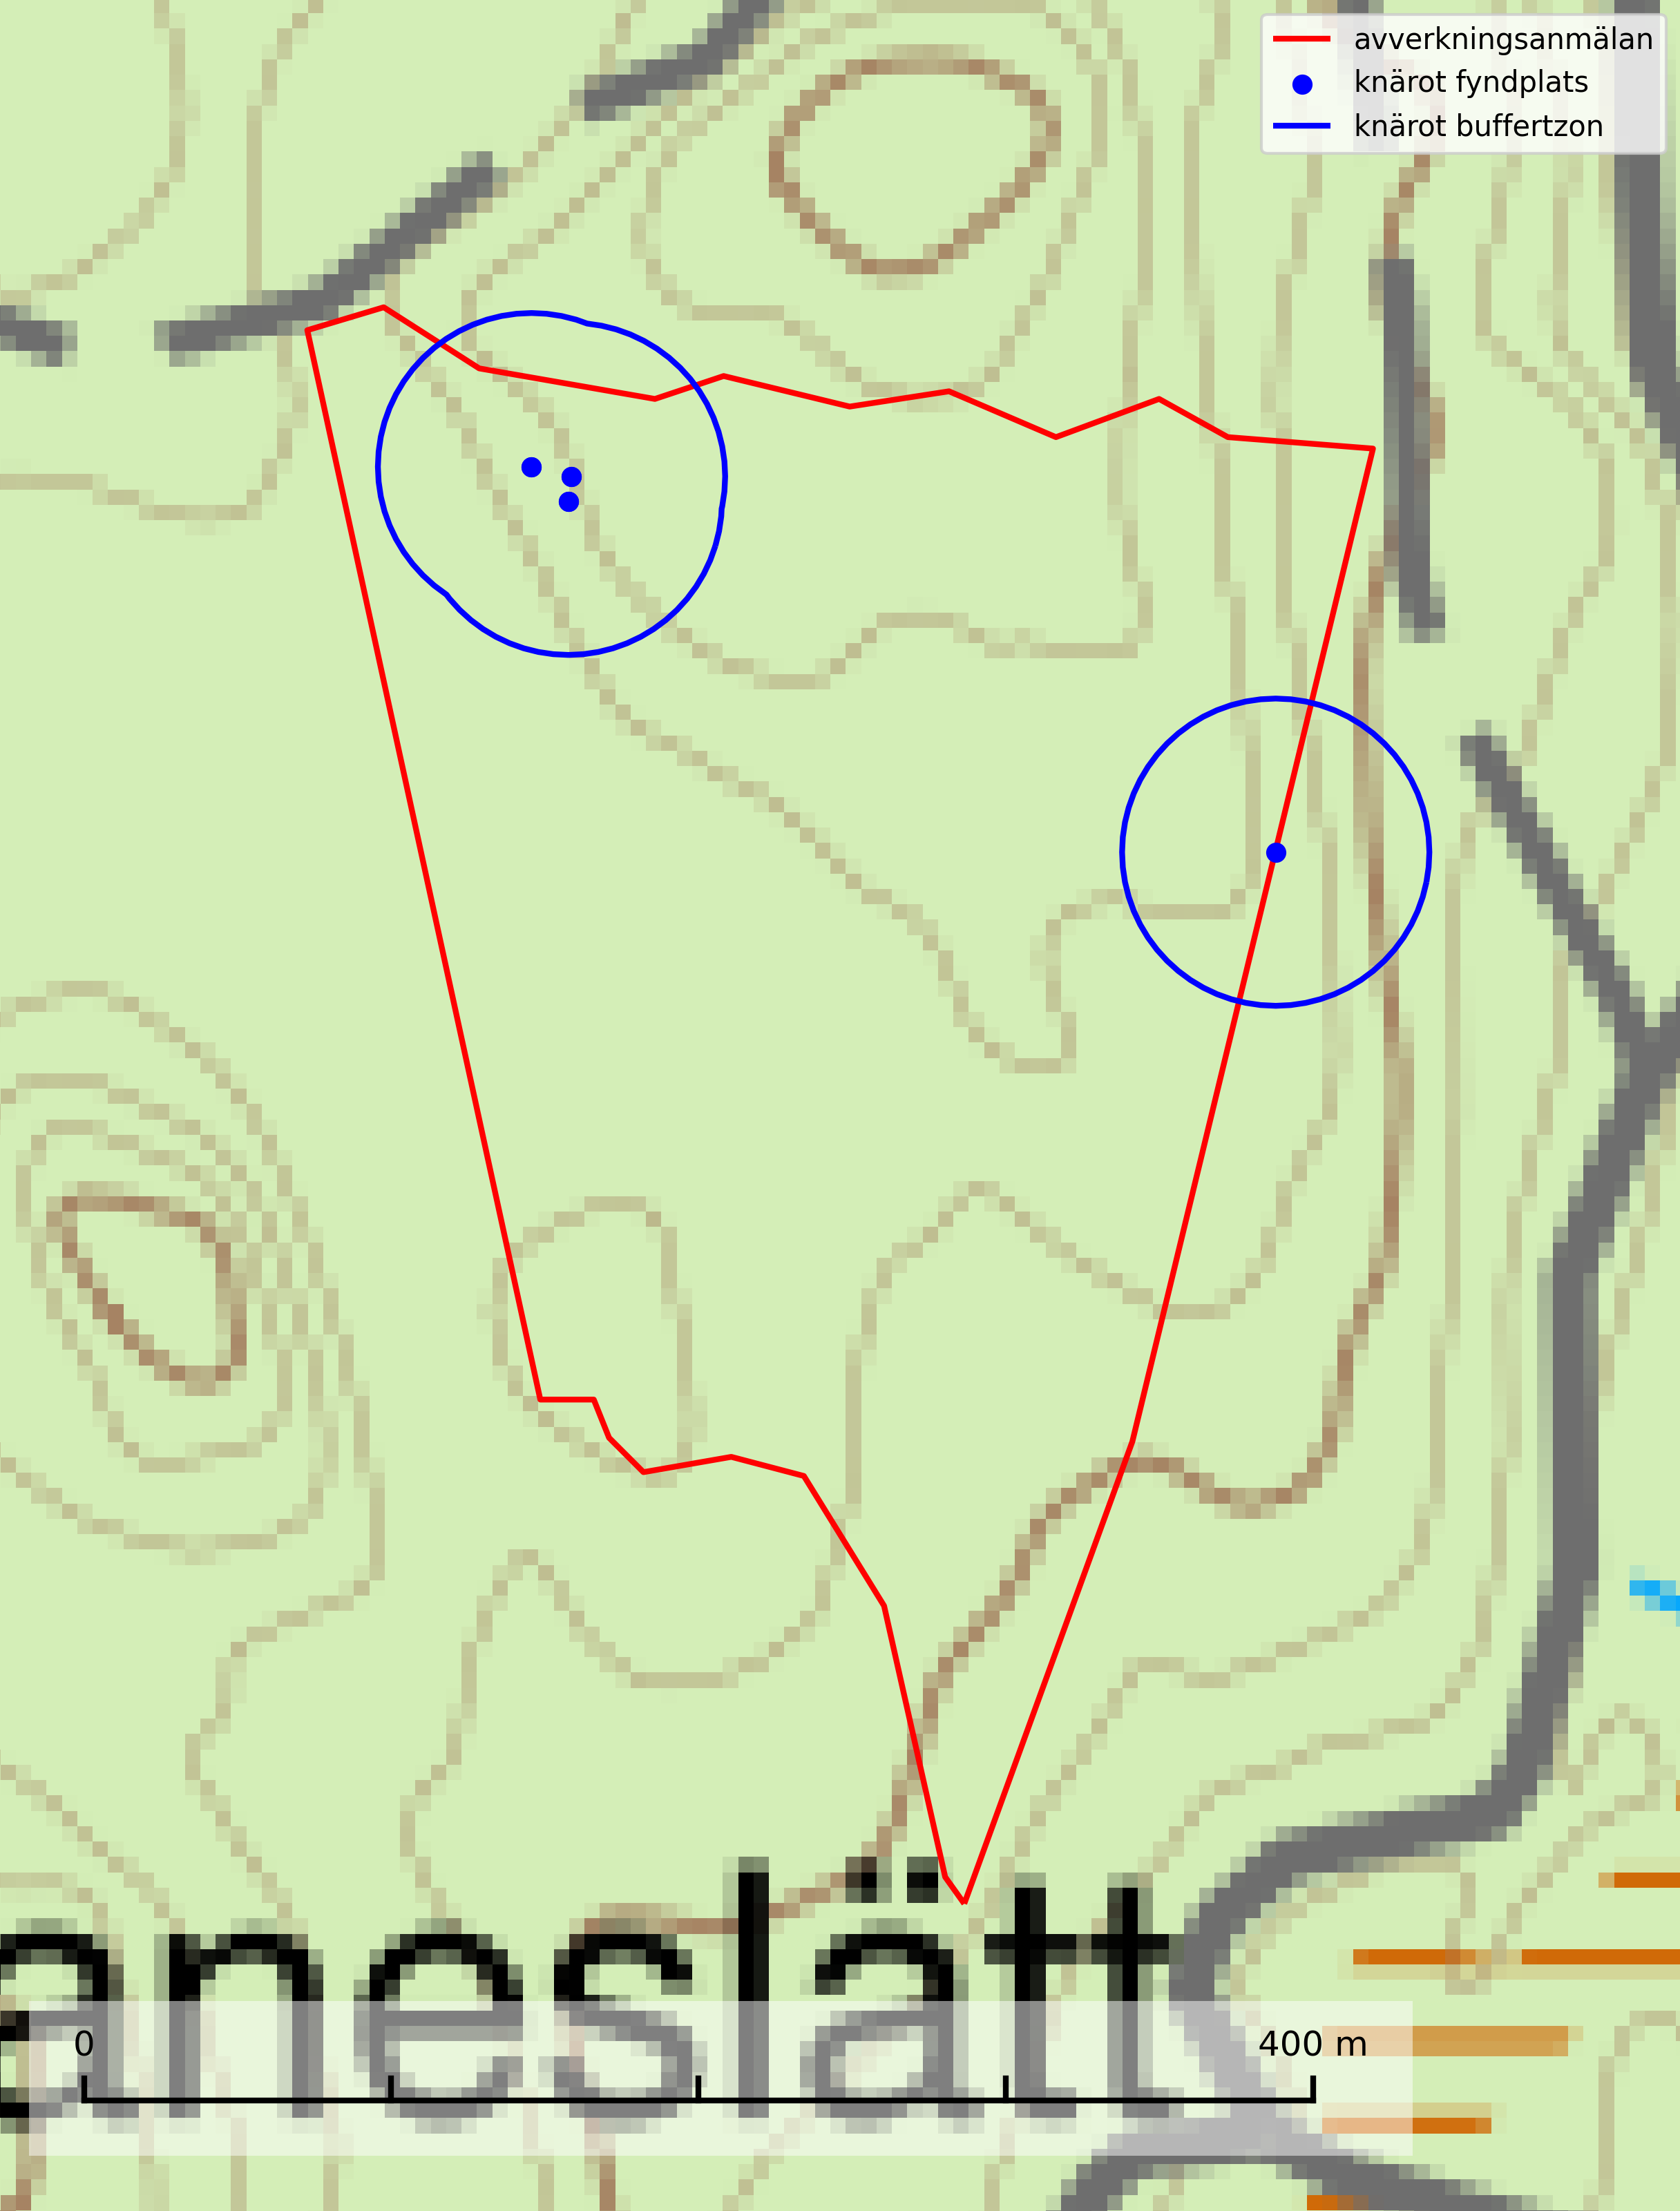 avverkningsanmälan
knärot fyndplats
knärot buffertzon
aneslätt
0 400 m